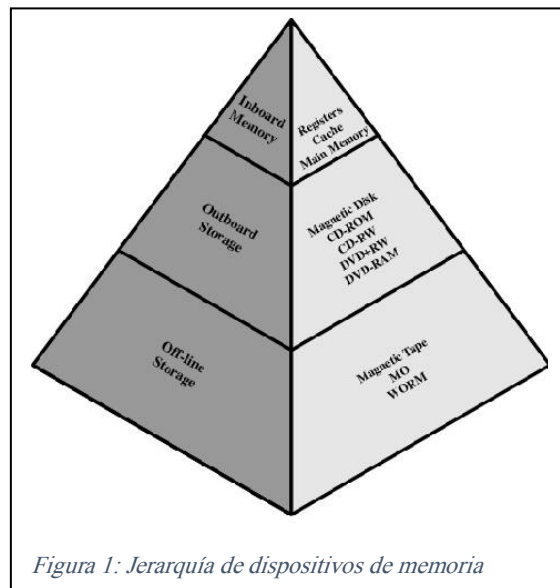 Inboard
Memory
Registers
Cache
Main Memory
Outboard
Storage
Magnetic Disk
CD-ROM
CD-RW
DVD+RW
DVD-RAM
Off-line
Storage
Magnetic Tape
MO
WORM
Figura 1: Jerarquía de dispositivos de memoria